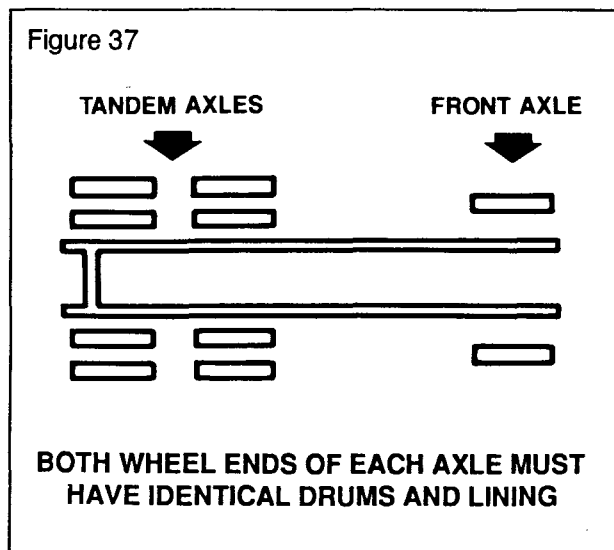 Figure 37
TANDEM AXLES
FRONT AXLE
BOTH WHEEL ENDS OF EACH AXLE MUST
HAVE IDENTICAL DRUMS AND LINING